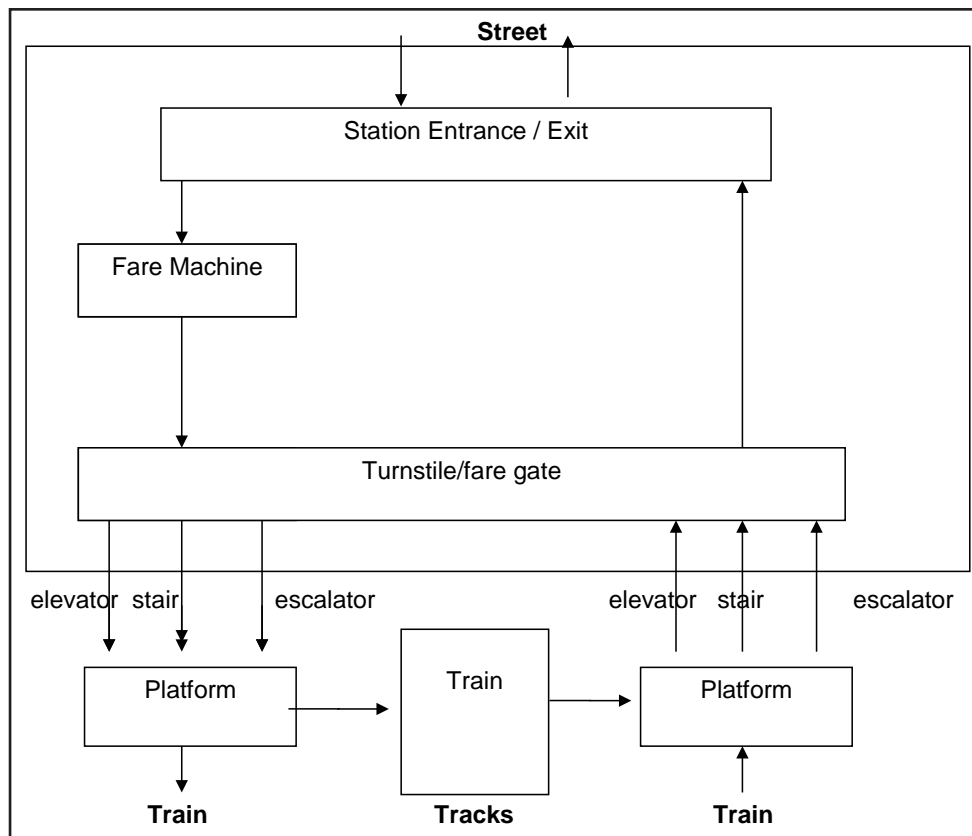 Street
Station Entrance / Exit
Fare Machine
Turnstile/fare gate
elevator stair escalator elevator stair escalator
Platform Train Platform
Train Tracks Train